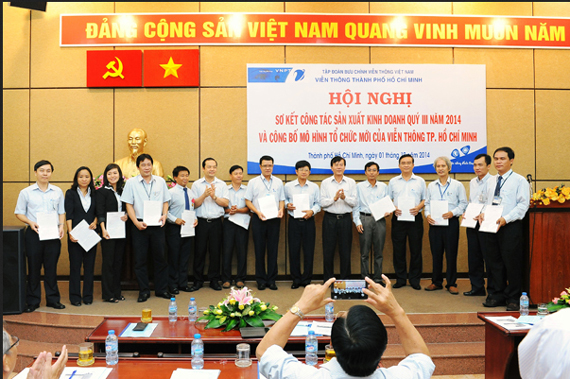 ĐẢNG CỘNG SẢN VIỆT NAM QUANG VINH MUÔN NĂM
VNPT
TẬP ĐOÀN BƯU CHÍNH VIỄN THÔNG VIỆT NAM
VIỄN THÔNG THÀNH PHỐ HỒ CHÍ MINH
HỘI NGHỊ
SƠ KẾT CÔNG TÁC SẢN XUẤT KINH DOANH QUÝ III NĂM 2014
VÀ CÔNG BỐ MÔ HÌNH TỔ CHỨC MỚI CỦA VIỄN THÔNG TP. HỒ CHÍ MINH
Thành phố Hồ Chí Minh, ngày 01 tháng 2014